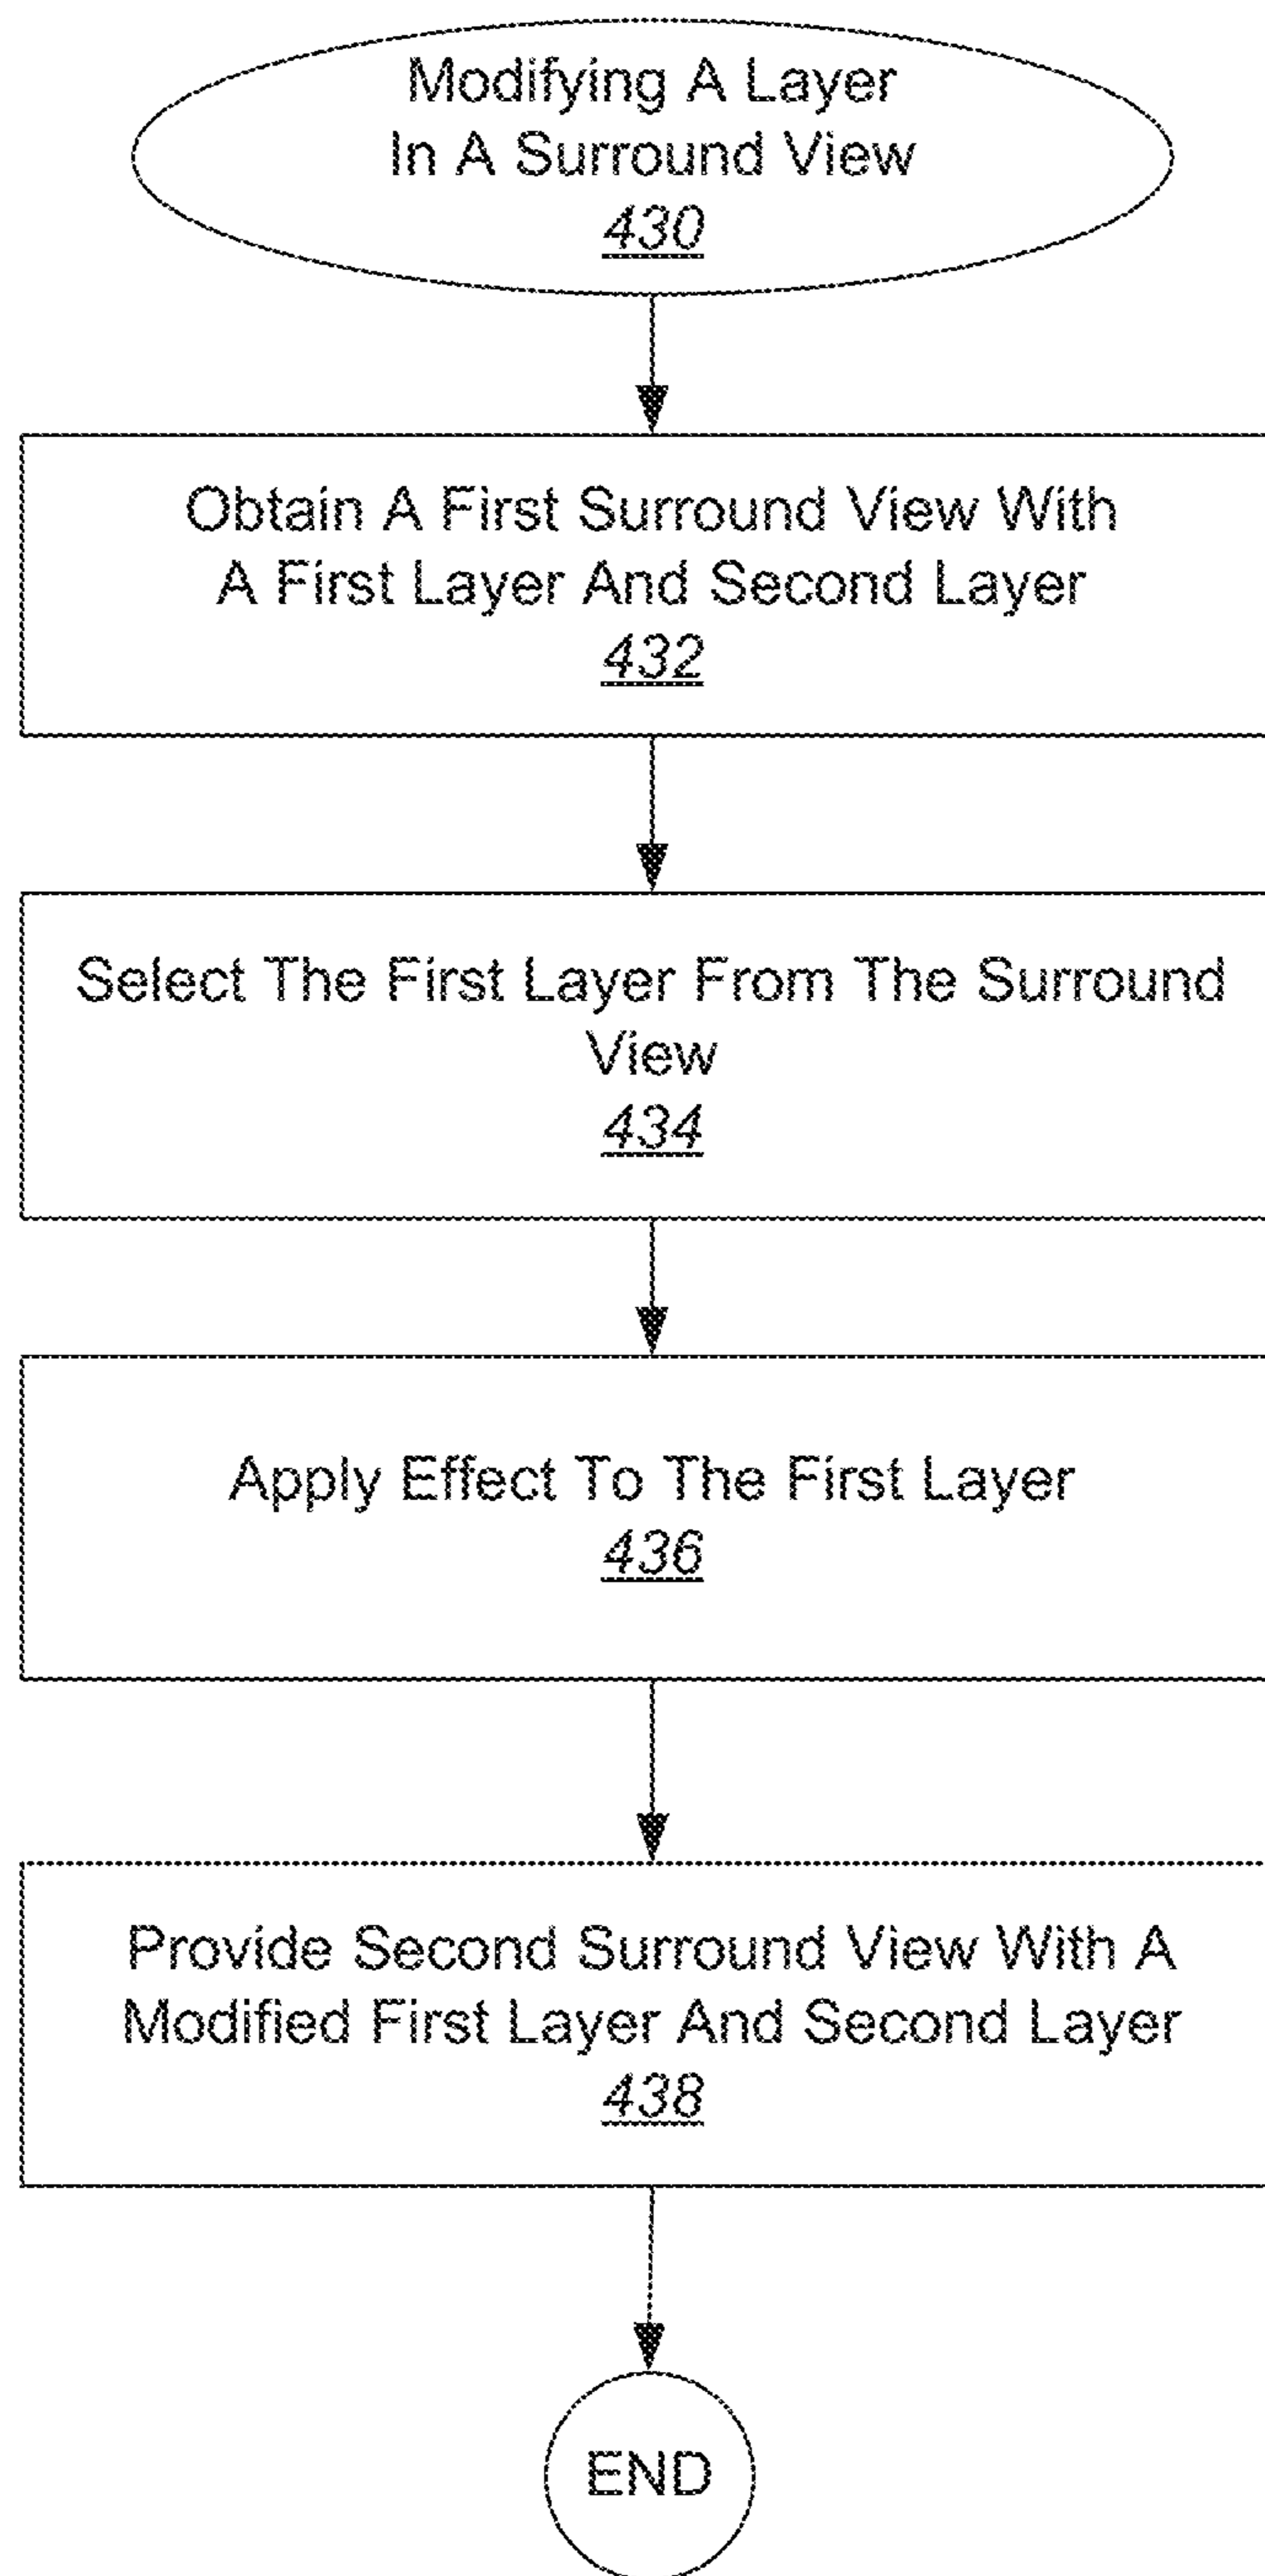 Modifying A Layer
In A Surround View
430
Obtain A First Surround View With
A First Layer And Second Layer
432
Select The First Layer From The Surround
View
434
Apply Effect To The First Layer
436
Provide Second Surround View With A
Modified First Layer And Second Layer
438
END